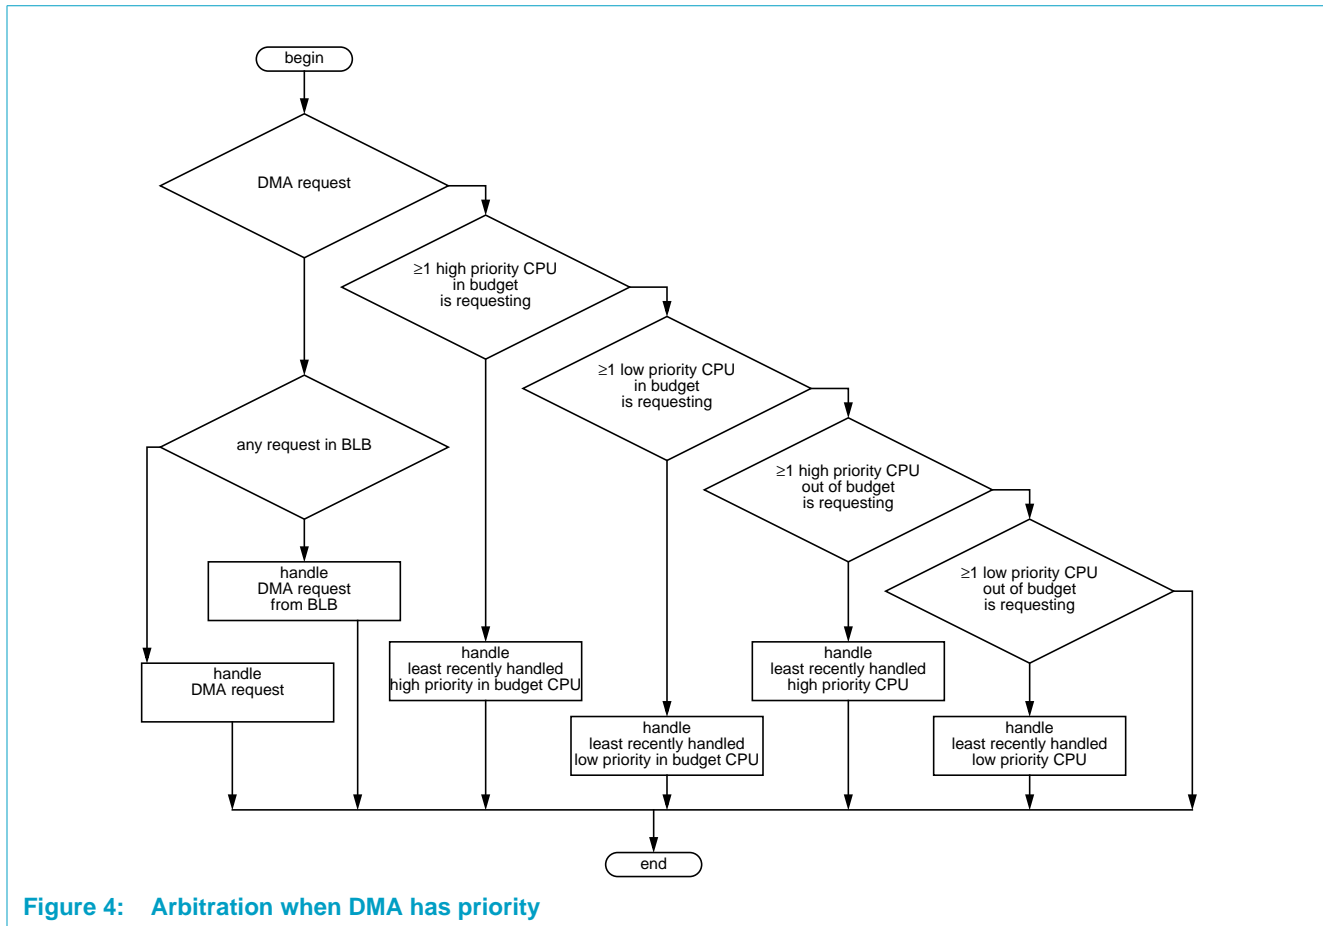 begin
DMA request
≥1 high priority CPU
in budget
is requesting
≥1 low priority CPU
in budget
is requesting
any request in BLB
≥1 high priority CPU
out of budget
is requesting
≥1 low priority CPU
out of budget
is requesting
handle
DMA request
from BLB
handle
DMA request
handle
least recently handled
high priority in budget CPU
handle
least recently handled
low priority in budget CPU
handle
least recently handled
high priority CPU
handle
least recently handled
low priority CPU
end
Figure 4: Arbitration when DMA has priority